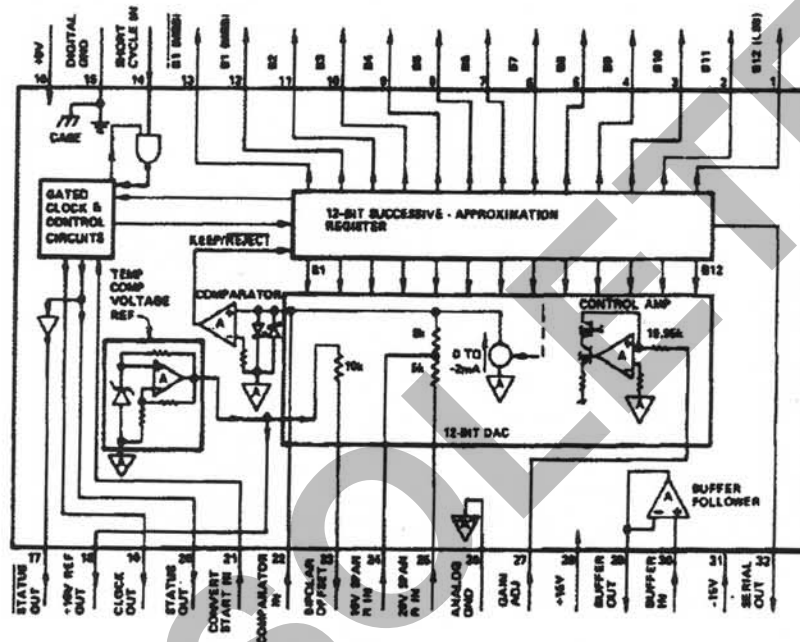 +5V
DIGITAL GND
SHORT CYCLE IN
B1 (MSB)
B1 (MSB)
B2
B3
B4
B5
B6
B7
B8
B9
B10
B11
B12 (LSB)
16
15
14
13
12
11
10
9
8
7
6
5
4
3
2
1
CASE
GATED CLOCK & CONTROL CIRCUITS
12-BIT SUCCESSIVE - APPROXIMATION REGISTER
KEEP/REJECT
B1
B12
TEMP COMP VOLTAGE REF
COMPARATOR
A
A
10k
5k
5k
0 TO -2mA
A
CONTROL AMP
A
A
12-BIT DAC
BUFFER FOLLOWER
A
17
18
19
20
21
22
23
24
25
26
27
28
29
30
31
32
STATUS OUT
CLOCK OUT
STATUS OUT
CONVERT START IN
COMPARATOR IN
BIPOLAR OFFSET
10V SPAN R IN
20V SPAN R IN
ANALOG GND
GAIN ADJ
+15V
BUFFER OUT
BUFFER IN
-15V
SERIAL OUT
OLETE